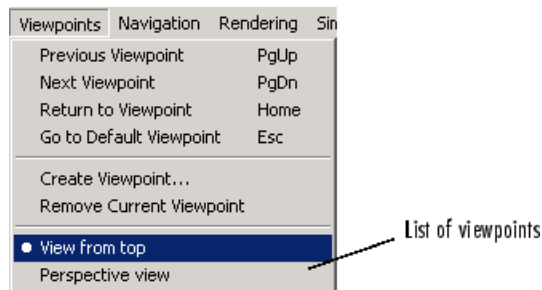 Viewpoints Navigation Rendering Sin
Previous Viewpoint PgUp
Next Viewpoint PgDn
Return to Viewpoint Home
Go to Default Viewpoint Esc
Create Viewpoint...
Remove Current Viewpoint
View from top
List of viewpoints
Perspective view